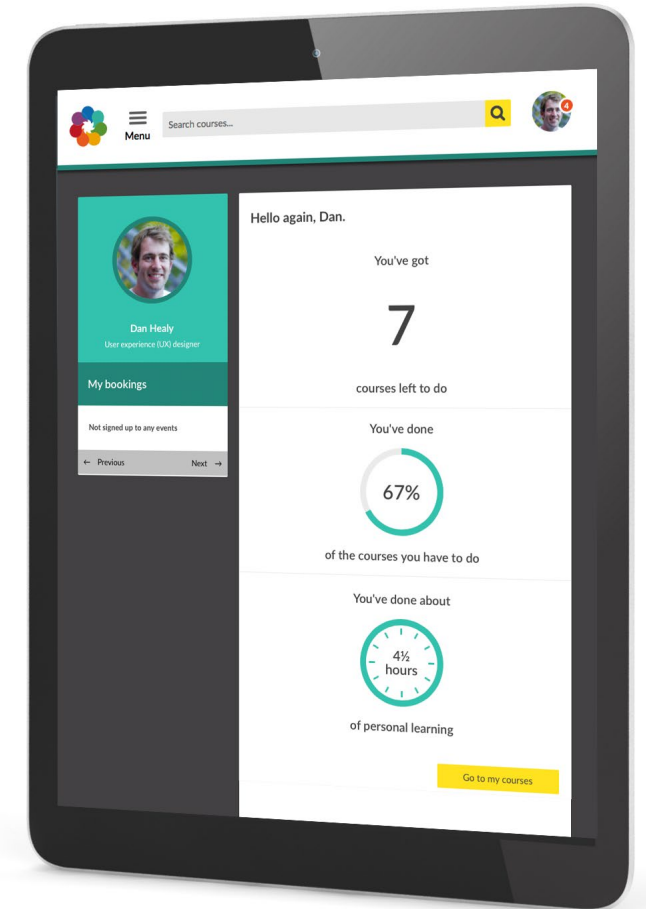 Menu
Search courses...
4
Dan Healy
User experience (UX) designer
My bookings
Not signed up to any events
← Previous
Next →
Hello again, Dan.
You've got
7
courses left to do
You've done
67%
of the courses you have to do
You've done about
4½
hours
of personal learning
Go to my courses